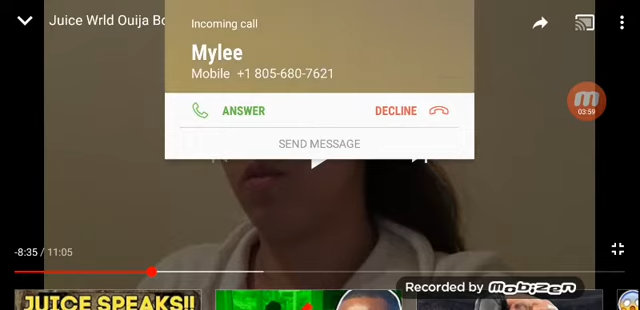 Juice Wrld Ouija Bo
Incoming call
Mylee
Mobile +1 805-680-7621
03:59
ANSWER
DECLINE
SEND MESSAGE
-8:35 / 11:05
Recorded by MOBIZEN
JUICE SPEAKS!!